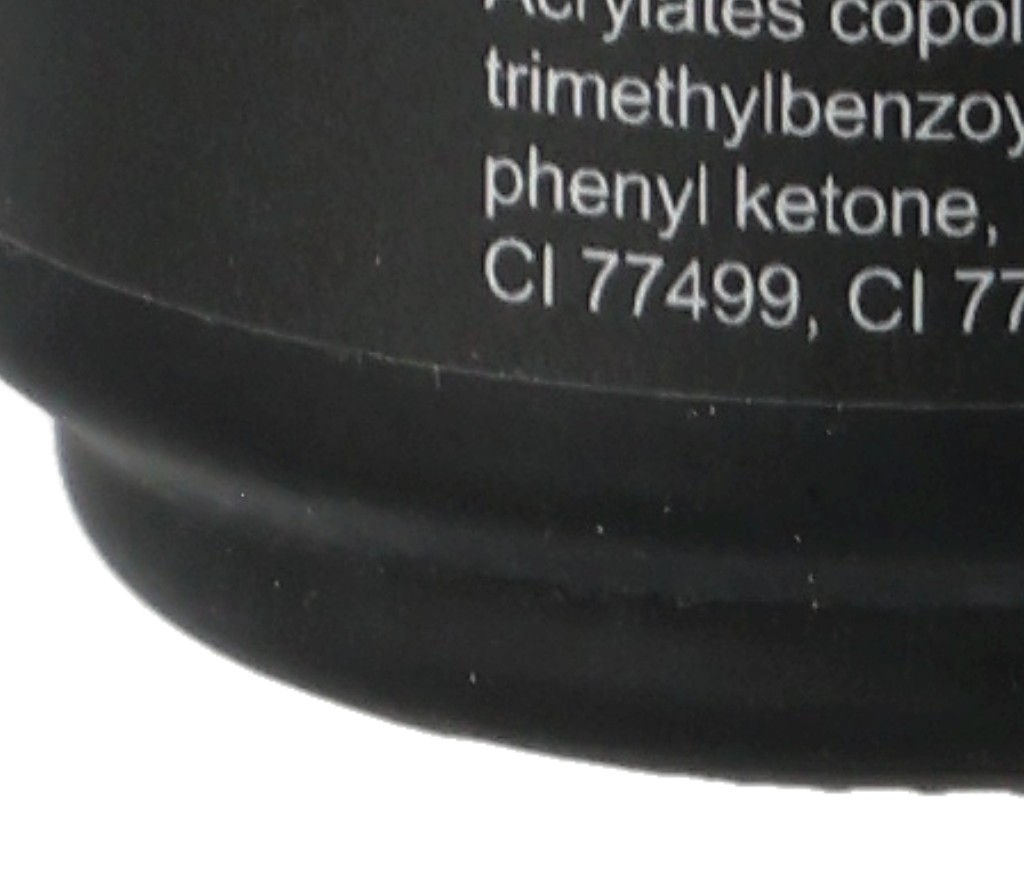 Acrylates copol
trimethylbenzoy
phenyl ketone,
CI 77499, CI 77